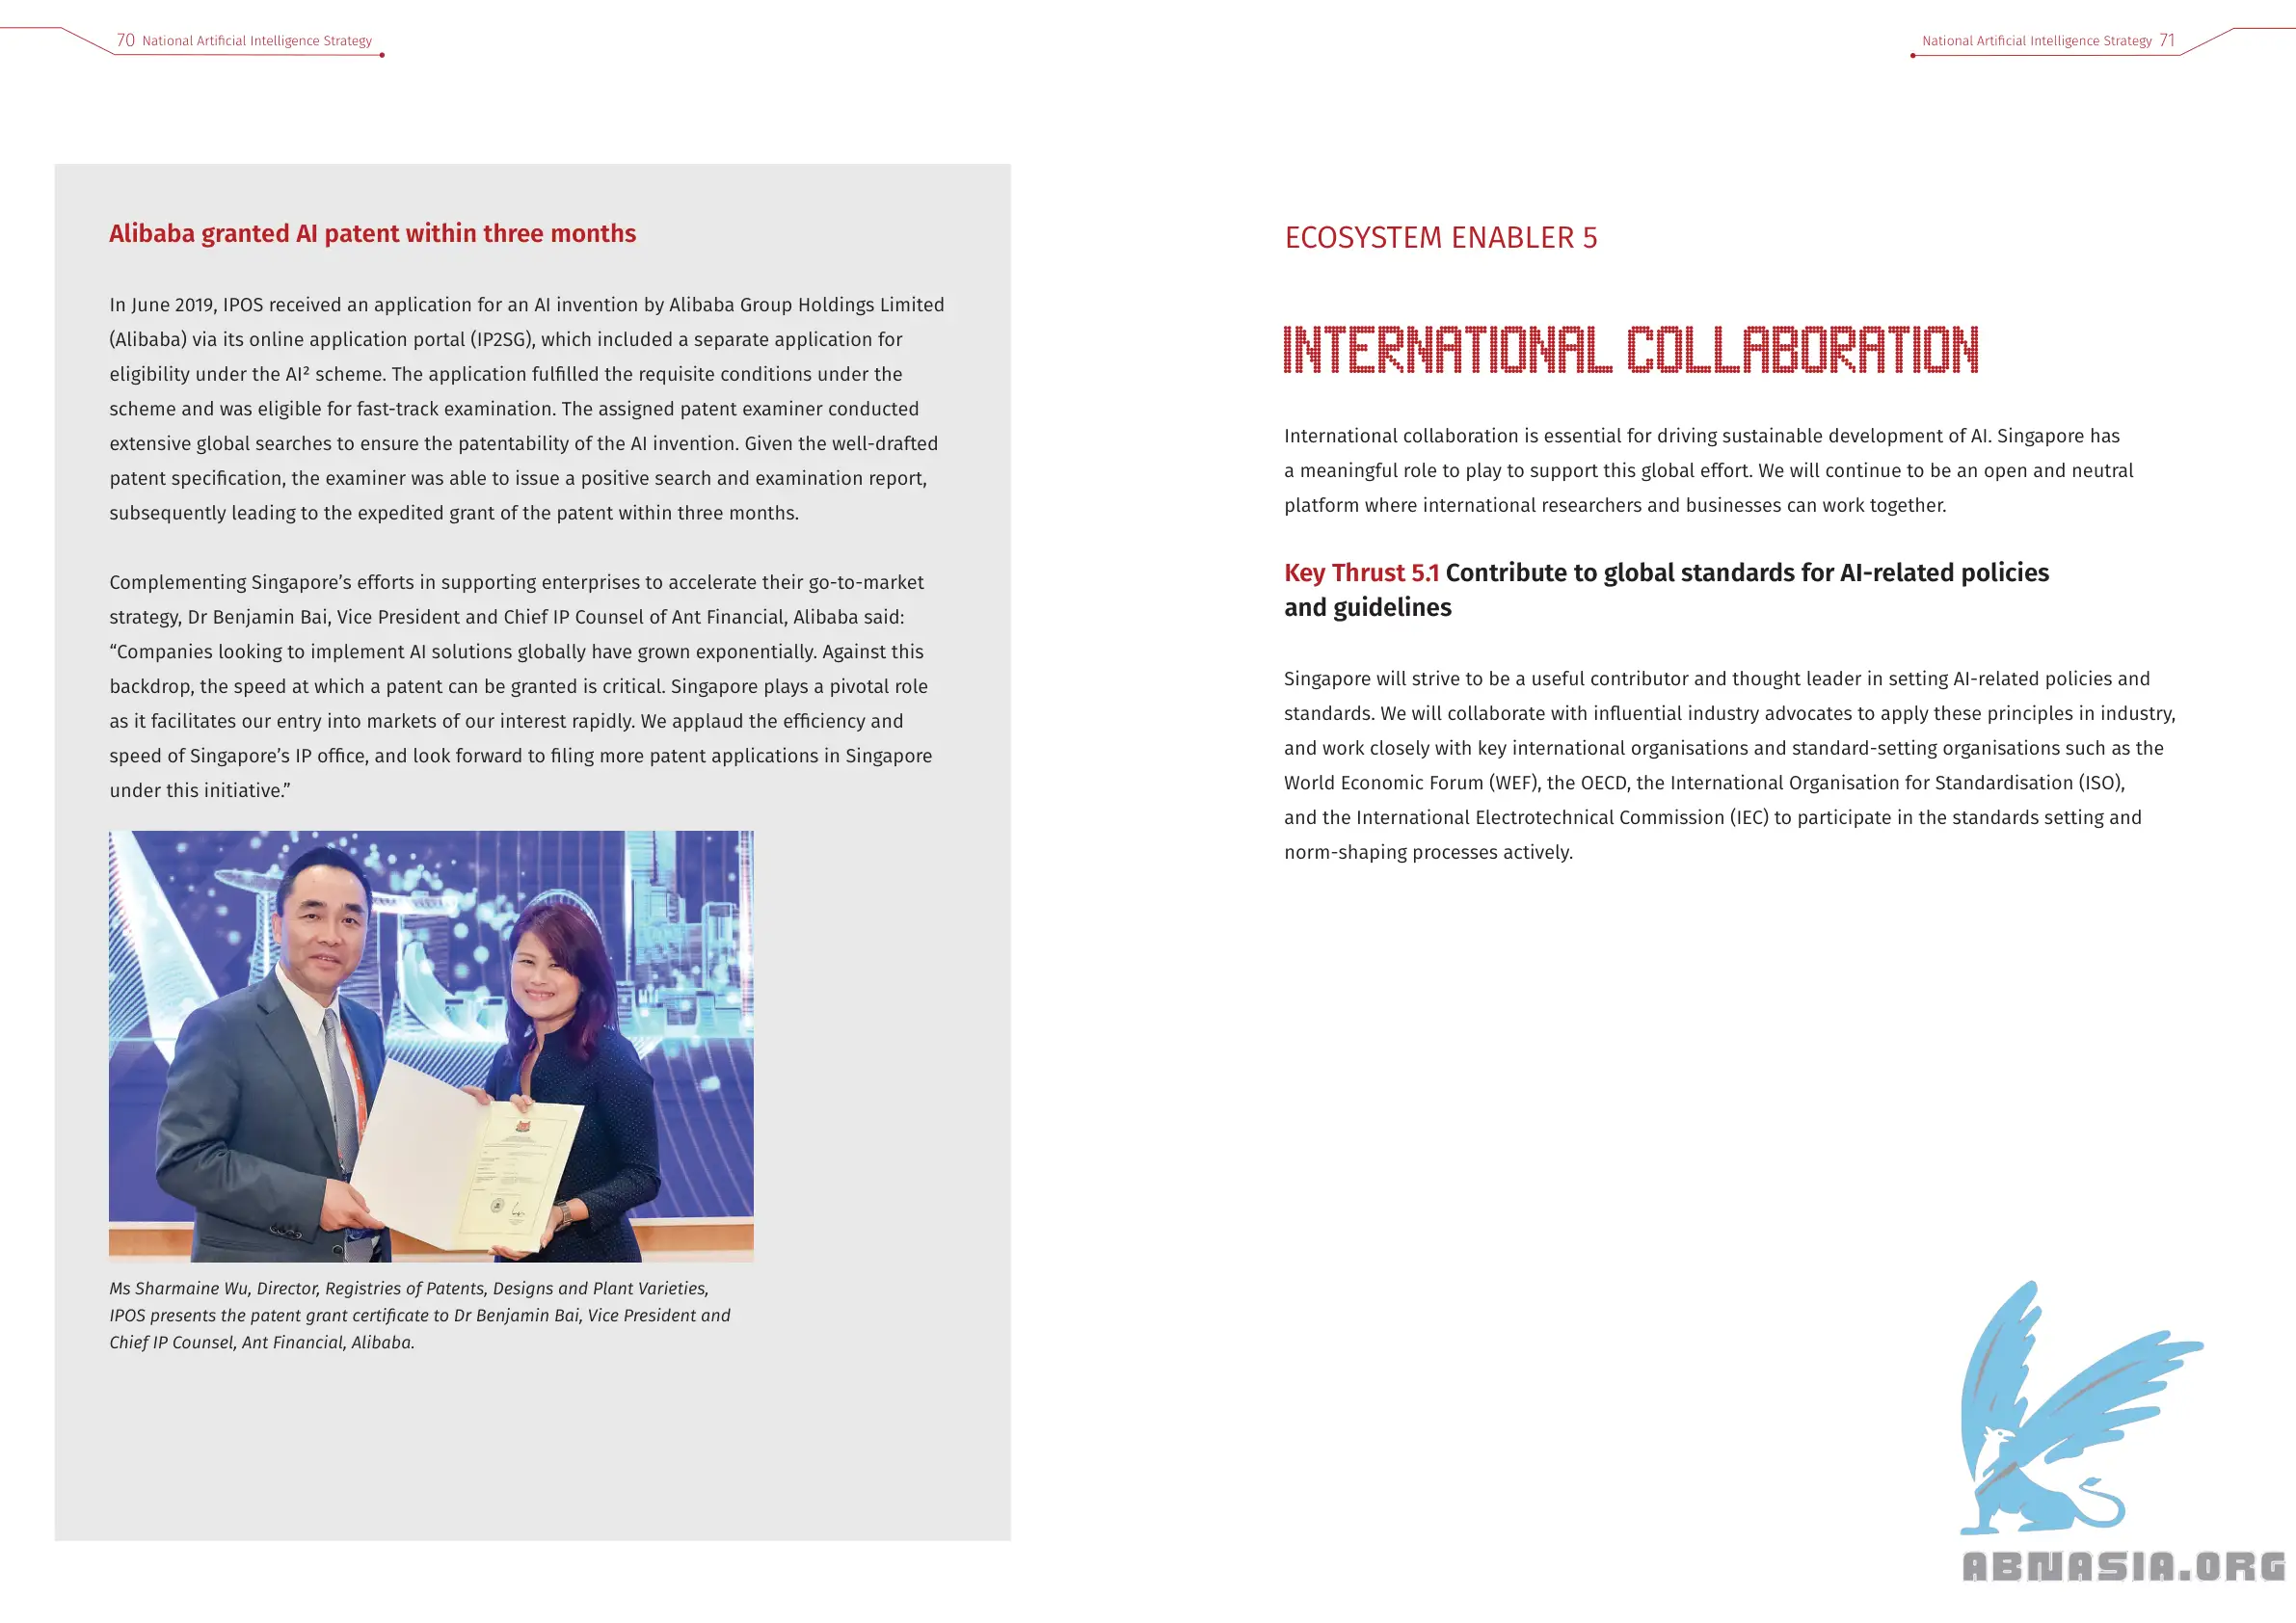 70 National Artificial Intelligence Strategy
Alibaba granted AI patent within three months
In June 2019, IPOS received an application for an AI invention by Alibaba Group Holdings Limited
(Alibaba) via its online application portal (IP2SG), which included a separate application for
eligibility under the AI² scheme. The application fulfilled the requisite conditions under the
scheme and was eligible for fast-track examination. The assigned patent examiner conducted
extensive global searches to ensure the patentability of the AI invention. Given the well-drafted
patent specification, the examiner was able to issue a positive search and examination report,
subsequently leading to the expedited grant of the patent within three months.
Complementing Singapore’s efforts in supporting enterprises to accelerate their go-to-market
strategy, Dr Benjamin Bai, Vice President and Chief IP Counsel of Ant Financial, Alibaba said:
“Companies looking to implement AI solutions globally have grown exponentially. Against this
backdrop, the speed at which a patent can be granted is critical. Singapore plays a pivotal role
as it facilitates our entry into markets of our interest rapidly. We applaud the efficiency and
speed of Singapore’s IP office, and look forward to filing more patent applications in Singapore
under this initiative.”
Ms Sharmaine Wu, Director, Registries of Patents, Designs and Plant Varieties,
IPOS presents the patent grant certificate to Dr Benjamin Bai, Vice President and
Chief IP Counsel, Ant Financial, Alibaba.
National Artificial Intelligence Strategy 71
ECOSYSTEM ENABLER 5
INTERNATIONAL COLLABORATION
International collaboration is essential for driving sustainable development of AI. Singapore has
a meaningful role to play to support this global effort. We will continue to be an open and neutral
platform where international researchers and businesses can work together.
Key Thrust 5.1 Contribute to global standards for AI-related policies
and guidelines
Singapore will strive to be a useful contributor and thought leader in setting AI-related policies and
standards. We will collaborate with influential industry advocates to apply these principles in industry,
and work closely with key international organisations and standard-setting organisations such as the
World Economic Forum (WEF), the OECD, the International Organisation for Standardisation (ISO),
and the International Electrotechnical Commission (IEC) to participate in the standards setting and
norm-shaping processes actively.
ABNASIA.ORG